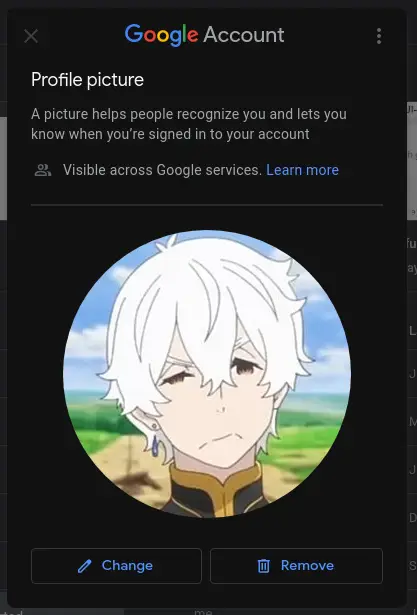 Google Account
Profile picture
A picture helps people recognize you and lets you
know when you’re signed in to your account
Visible across Google services. Learn more
Change
Remove
me